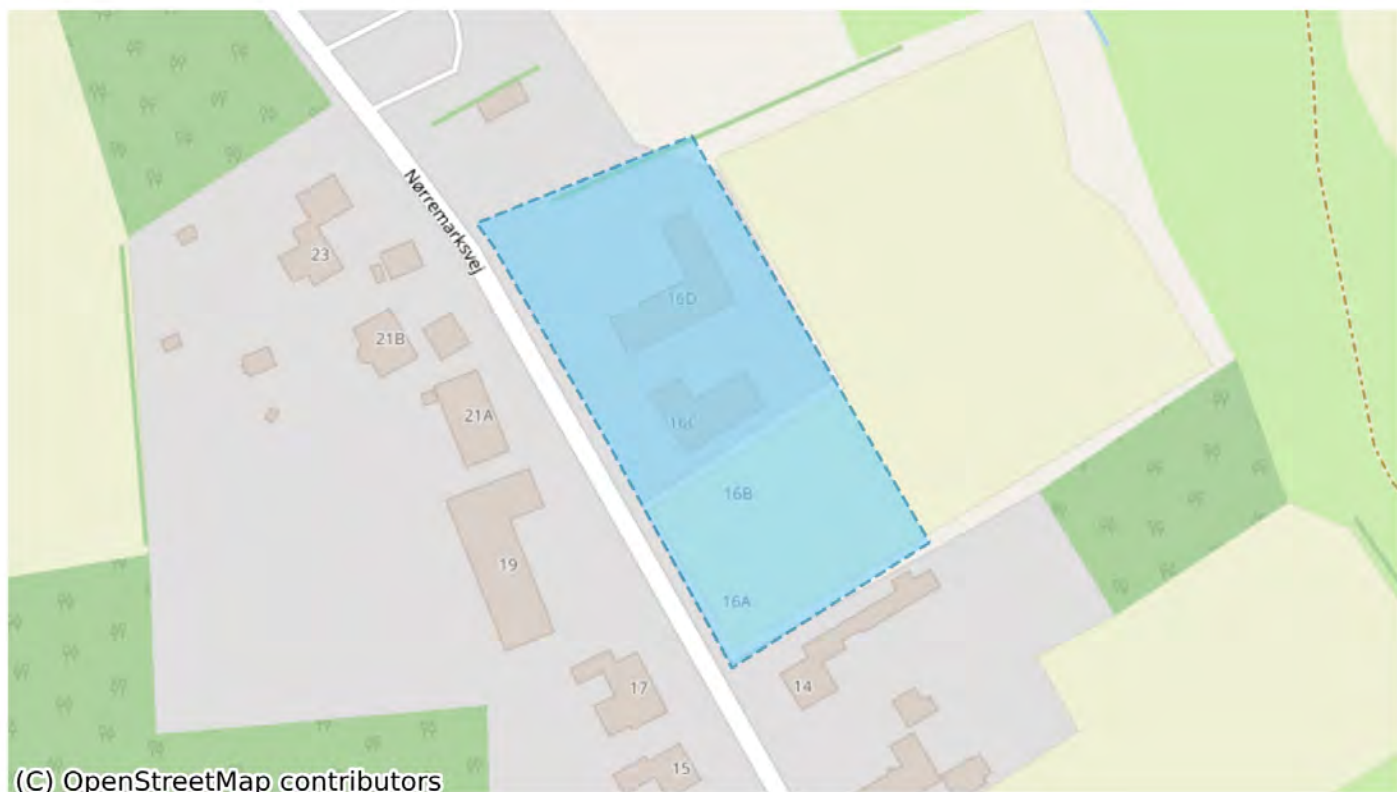 Nørremarksvej
23
16D
21B
21A
16C
16B
19
16A
17
14
15
(C) OpenStreetMap contributors